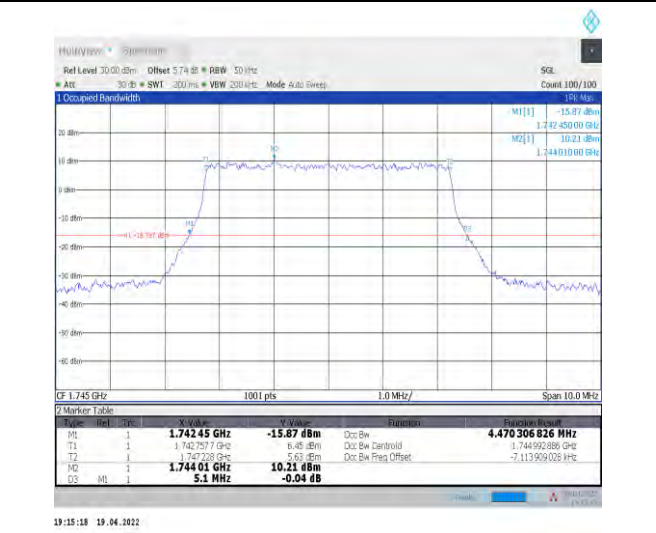 MultiView Spectrum
Ref Level 30.00 dBm Offset 5.74 dB RBW 50 kHz SGL
Att 30 dB SWT 200 ms VBW 200 kHz Mode Auto Sweep Count 100/100
1 Occupied Bandwidth 1Pk Max
M1[1] -15.87 dBm
1.742 450 00 GHz
M2[1] 10.21 dBm
1.744 010 00 GHz
20 dBm
10 dBm
0 dBm
-10 dBm
-20 dBm
-30 dBm
-40 dBm
-50 dBm
-60 dBm
T1
M2
T2
M1
D3
CF 1.745 GHz 1001 pts 1.0 MHz/ Span 10.0 MHz
2 Marker Table
Type Ref Trc X-Value Y-Value Function Function Result
M1 1 1.742 45 GHz -15.87 dBm Occ Bw 4.470 306 826 MHz
T1 1 1.742 757 7 GHz 6.45 dBm Occ Bw Centroid 1.744 992 886 GHz
T2 1 1.747 228 GHz 5.63 dBm Occ Bw Freq Offset -7.113 909 028 kHz
M2 1 1.744 01 GHz 10.21 dBm
D3 M1 1 5.1 MHz -0.04 dB
19:15:18 19.04.2022